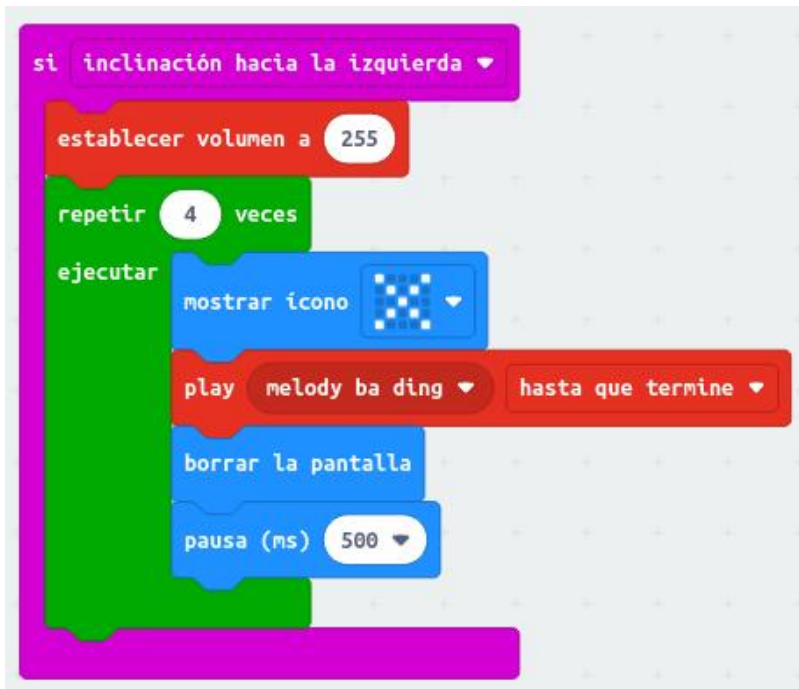 si inclinación hacia la izquierda
establecer volumen a 255
repetir 4 veces
ejecutar
mostrar ícono
play melody ba ding hasta que termine
borrar la pantalla
pausa (ms) 500